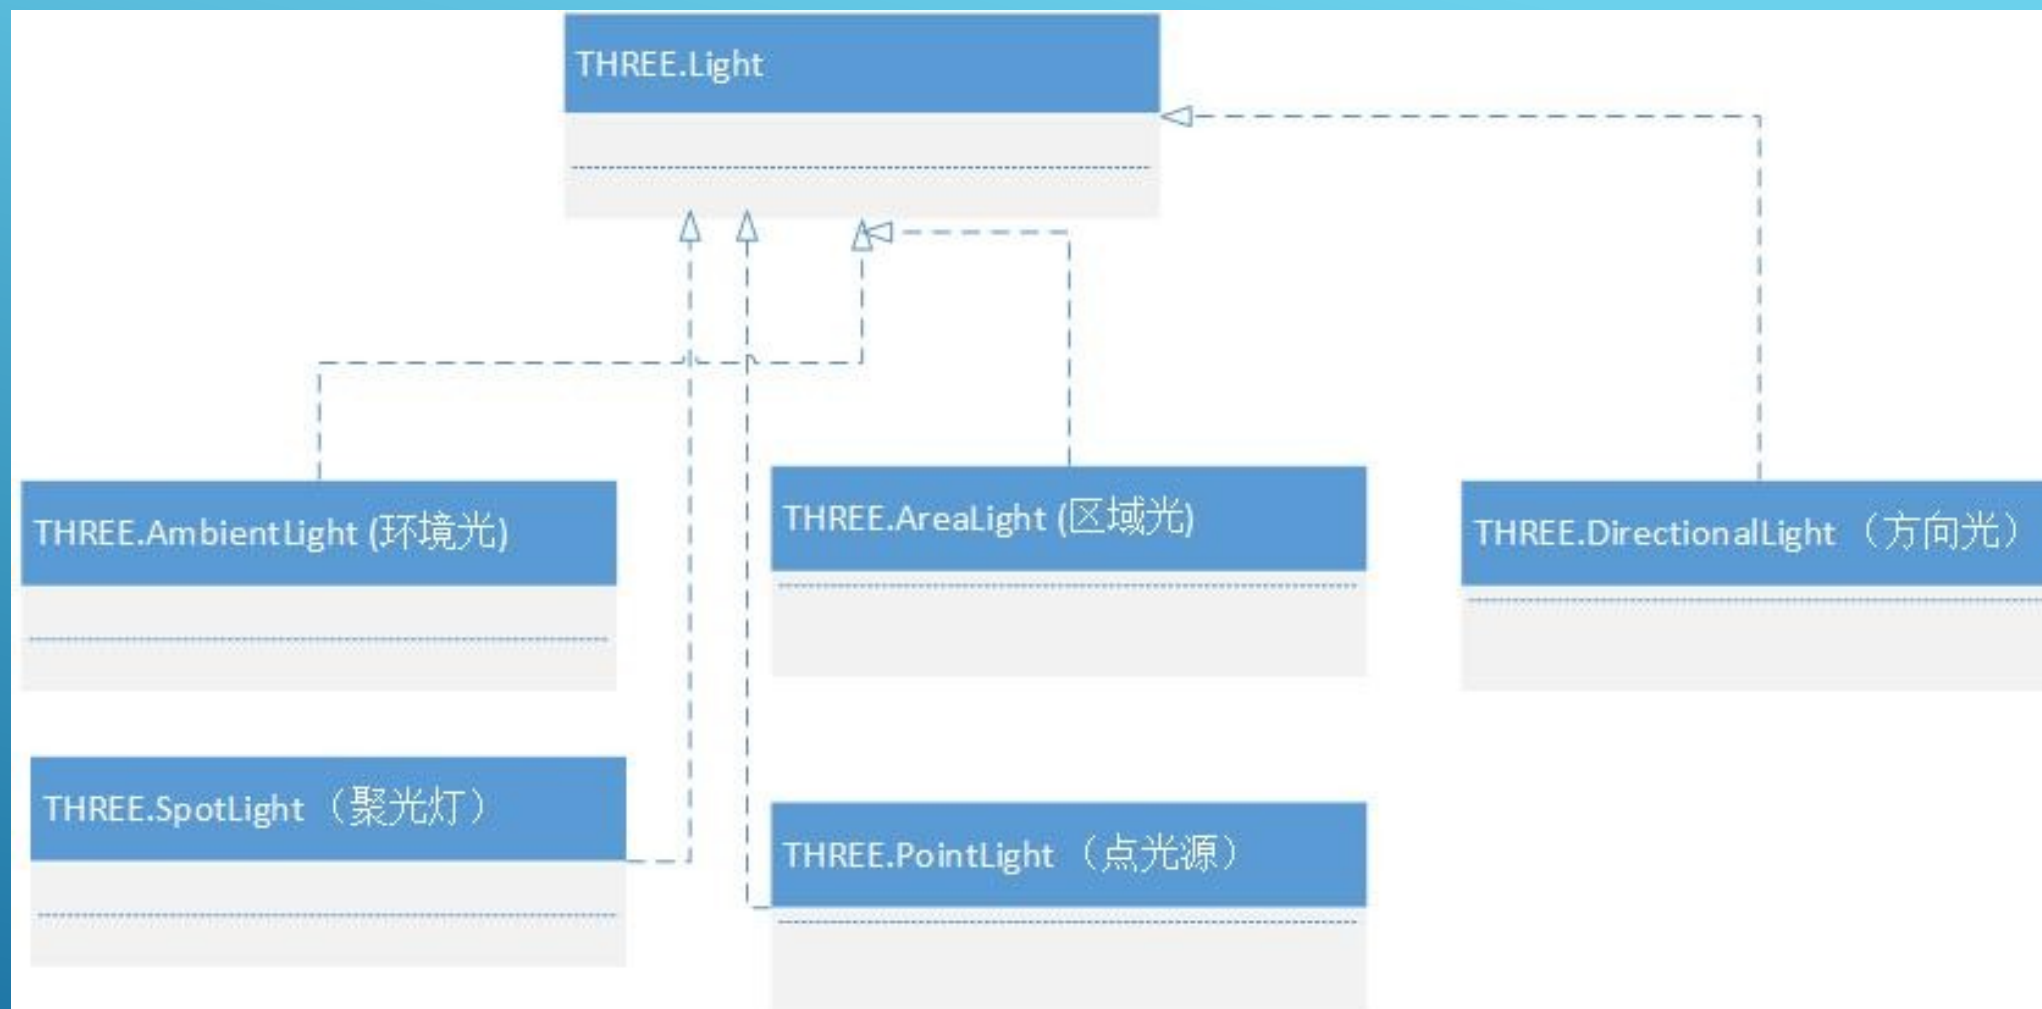 THREE.Light
THREE.AmbientLight (环境光)
THREE.AreaLight (区域光)
THREE.DirectionalLight （方向光）
THREE.SpotLight （聚光灯）
THREE.PointLight （点光源）